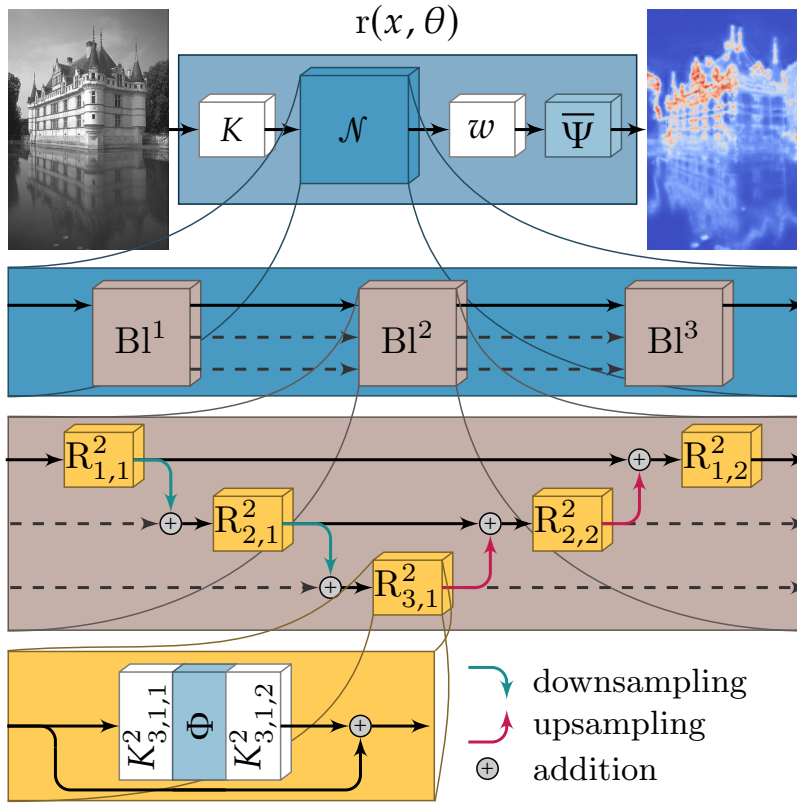 r(x, θ)
K 𝒩 w Ψ̅
Bl¹ Bl² Bl³
R²₁,₁ R²₁,₂
R²₂,₁ R²₂,₂
R²₃,₁
K²₃,₁,₁ Φ K²₃,₁,₂
downsampling
upsampling
addition